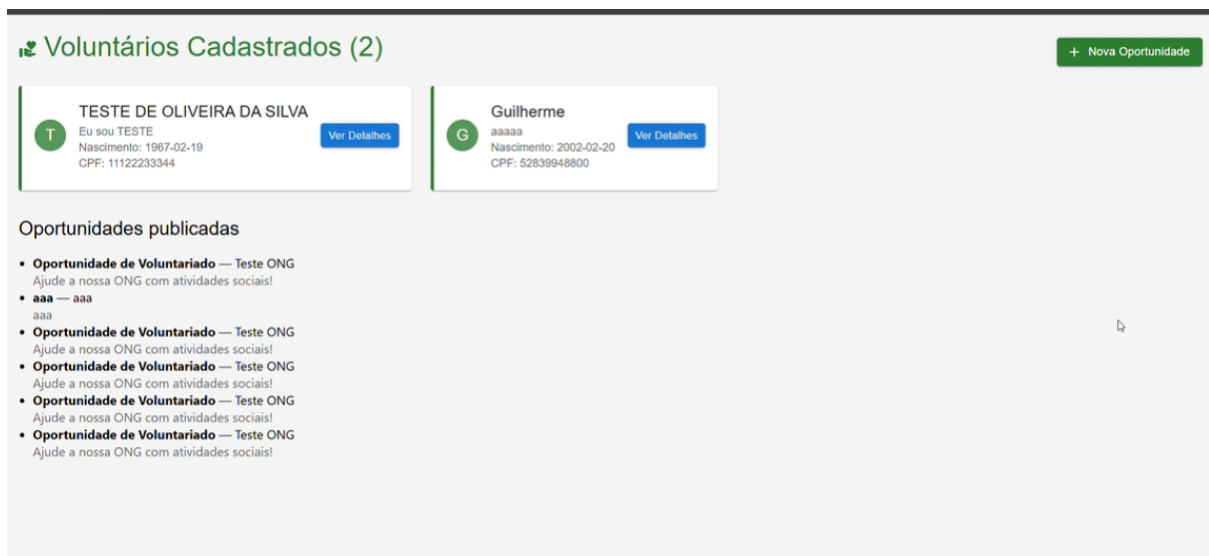 Voluntários Cadastrados (2)
+ Nova Oportunidade
T
TESTE DE OLIVEIRA DA SILVA
Eu sou TESTE
Nascimento: 1967-02-19
CPF: 11122233344
Ver Detalhes
G
Guilherme
aaaaa
Nascimento: 2002-02-20
CPF: 52839948800
Ver Detalhes
Oportunidades publicadas
• Oportunidade de Voluntariado — Teste ONG
Ajude a nossa ONG com atividades sociais!
• aaa — aaa
aaa
• Oportunidade de Voluntariado — Teste ONG
Ajude a nossa ONG com atividades sociais!
• Oportunidade de Voluntariado — Teste ONG
Ajude a nossa ONG com atividades sociais!
• Oportunidade de Voluntariado — Teste ONG
Ajude a nossa ONG com atividades sociais!
• Oportunidade de Voluntariado — Teste ONG
Ajude a nossa ONG com atividades sociais!